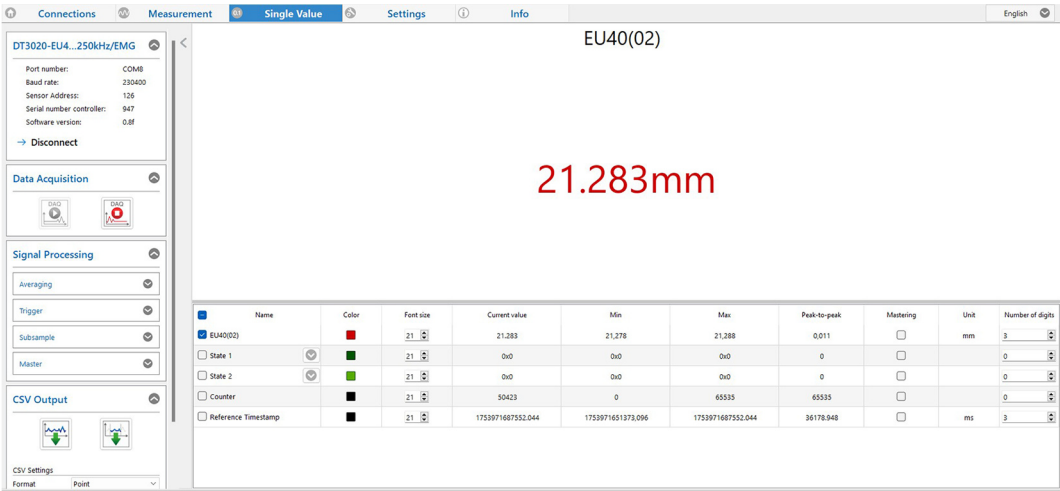 Connections Measurement Single Value Settings Info English
DT3020-EU4...250kHz/EMG
Port number: COM8
Baud rate: 230400
Sensor Address: 126
Serial number controller: 947
Software version: 0.8f
→ Disconnect
Data Acquisition
DAQ DAQ
Signal Processing
Averaging
Trigger
Subsample
Master
CSV Output
CSV Settings
Format Point
EU40(02)
21.283mm
Name Color Font size Current value Min Max Peak-to-peak Mastering Unit Number of digits
EU40(02) 21 21,283 21,278 21,288 0,011 mm 3
State 1 21 0x0 0x0 0x0 0 0
State 2 21 0x0 0x0 0x0 0 0
Counter 21 50423 0 65535 65535 0
Reference Timestamp 21 1753971687552.044 1753971651373,096 1753971687552.044 36178.948 ms 3